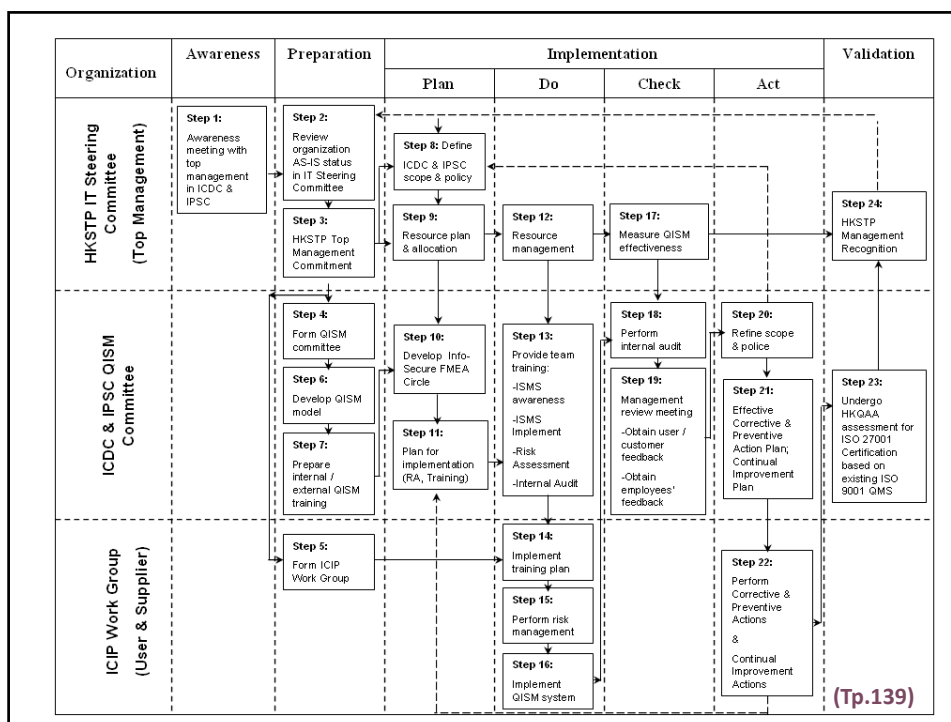 Organization
Awareness
Preparation
Implementation
Validation
Plan
Do
Check
Act
HKSTP IT Steering
Committee
(Top Management)
Step 1:
Awareness
meeting with top
management
in ICDC &
IPSC
Step 2:
Review
organization
AS-IS status
in IT Steering
Committee
Step 3:
HKSTP Top
Management
Commitment
Step 8: Define
ICDC & IPSC
scope & policy
Step 9:
Resource plan
& allocation
Step 12:
Resource
management
Step 17:
Measure QISM
effectiveness
Step 24:
HKSTP
Management
Recognition
ICDC & IPSC QISM
Committee
Step 4:
Form QISM
committee
Step 6:
Develop QISM
model
Step 7:
Prepare
internal /
external QISM
training
Step 10:
Develop Info-
Secure FMEA
Circle
Step 11:
Plan for
implementation
(RA, Training)
Step 13:
Provide team
training:
-ISMS
awareness
-ISMS
Implement
-Risk
Assessment
-Internal Audit
Step 18:
Perform
internal audit
Step 19:
Management
review meeting
-Obtain user /
customer
feedback
-Obtain
employees'
feedback
Step 20:
Refine scope
& police
Step 21:
Effective
Corrective &
Preventive
Action Plan;
Continual
Improvement
Plan
Step 23:
Undergo
HKQAA
assessment for
ISO 27001
Certification
based on
existing ISO
9001 QMS
ICIP Work Group
(User & Supplier)
Step 5:
Form ICIP
Work Group
Step 14:
Implement
training plan
Step 15:
Perform risk
management
Step 16:
Implement
QISM system
Step 22:
Perform
Corrective &
Preventive
Actions
&
Continual
Improvement
Actions
(Tp.139)